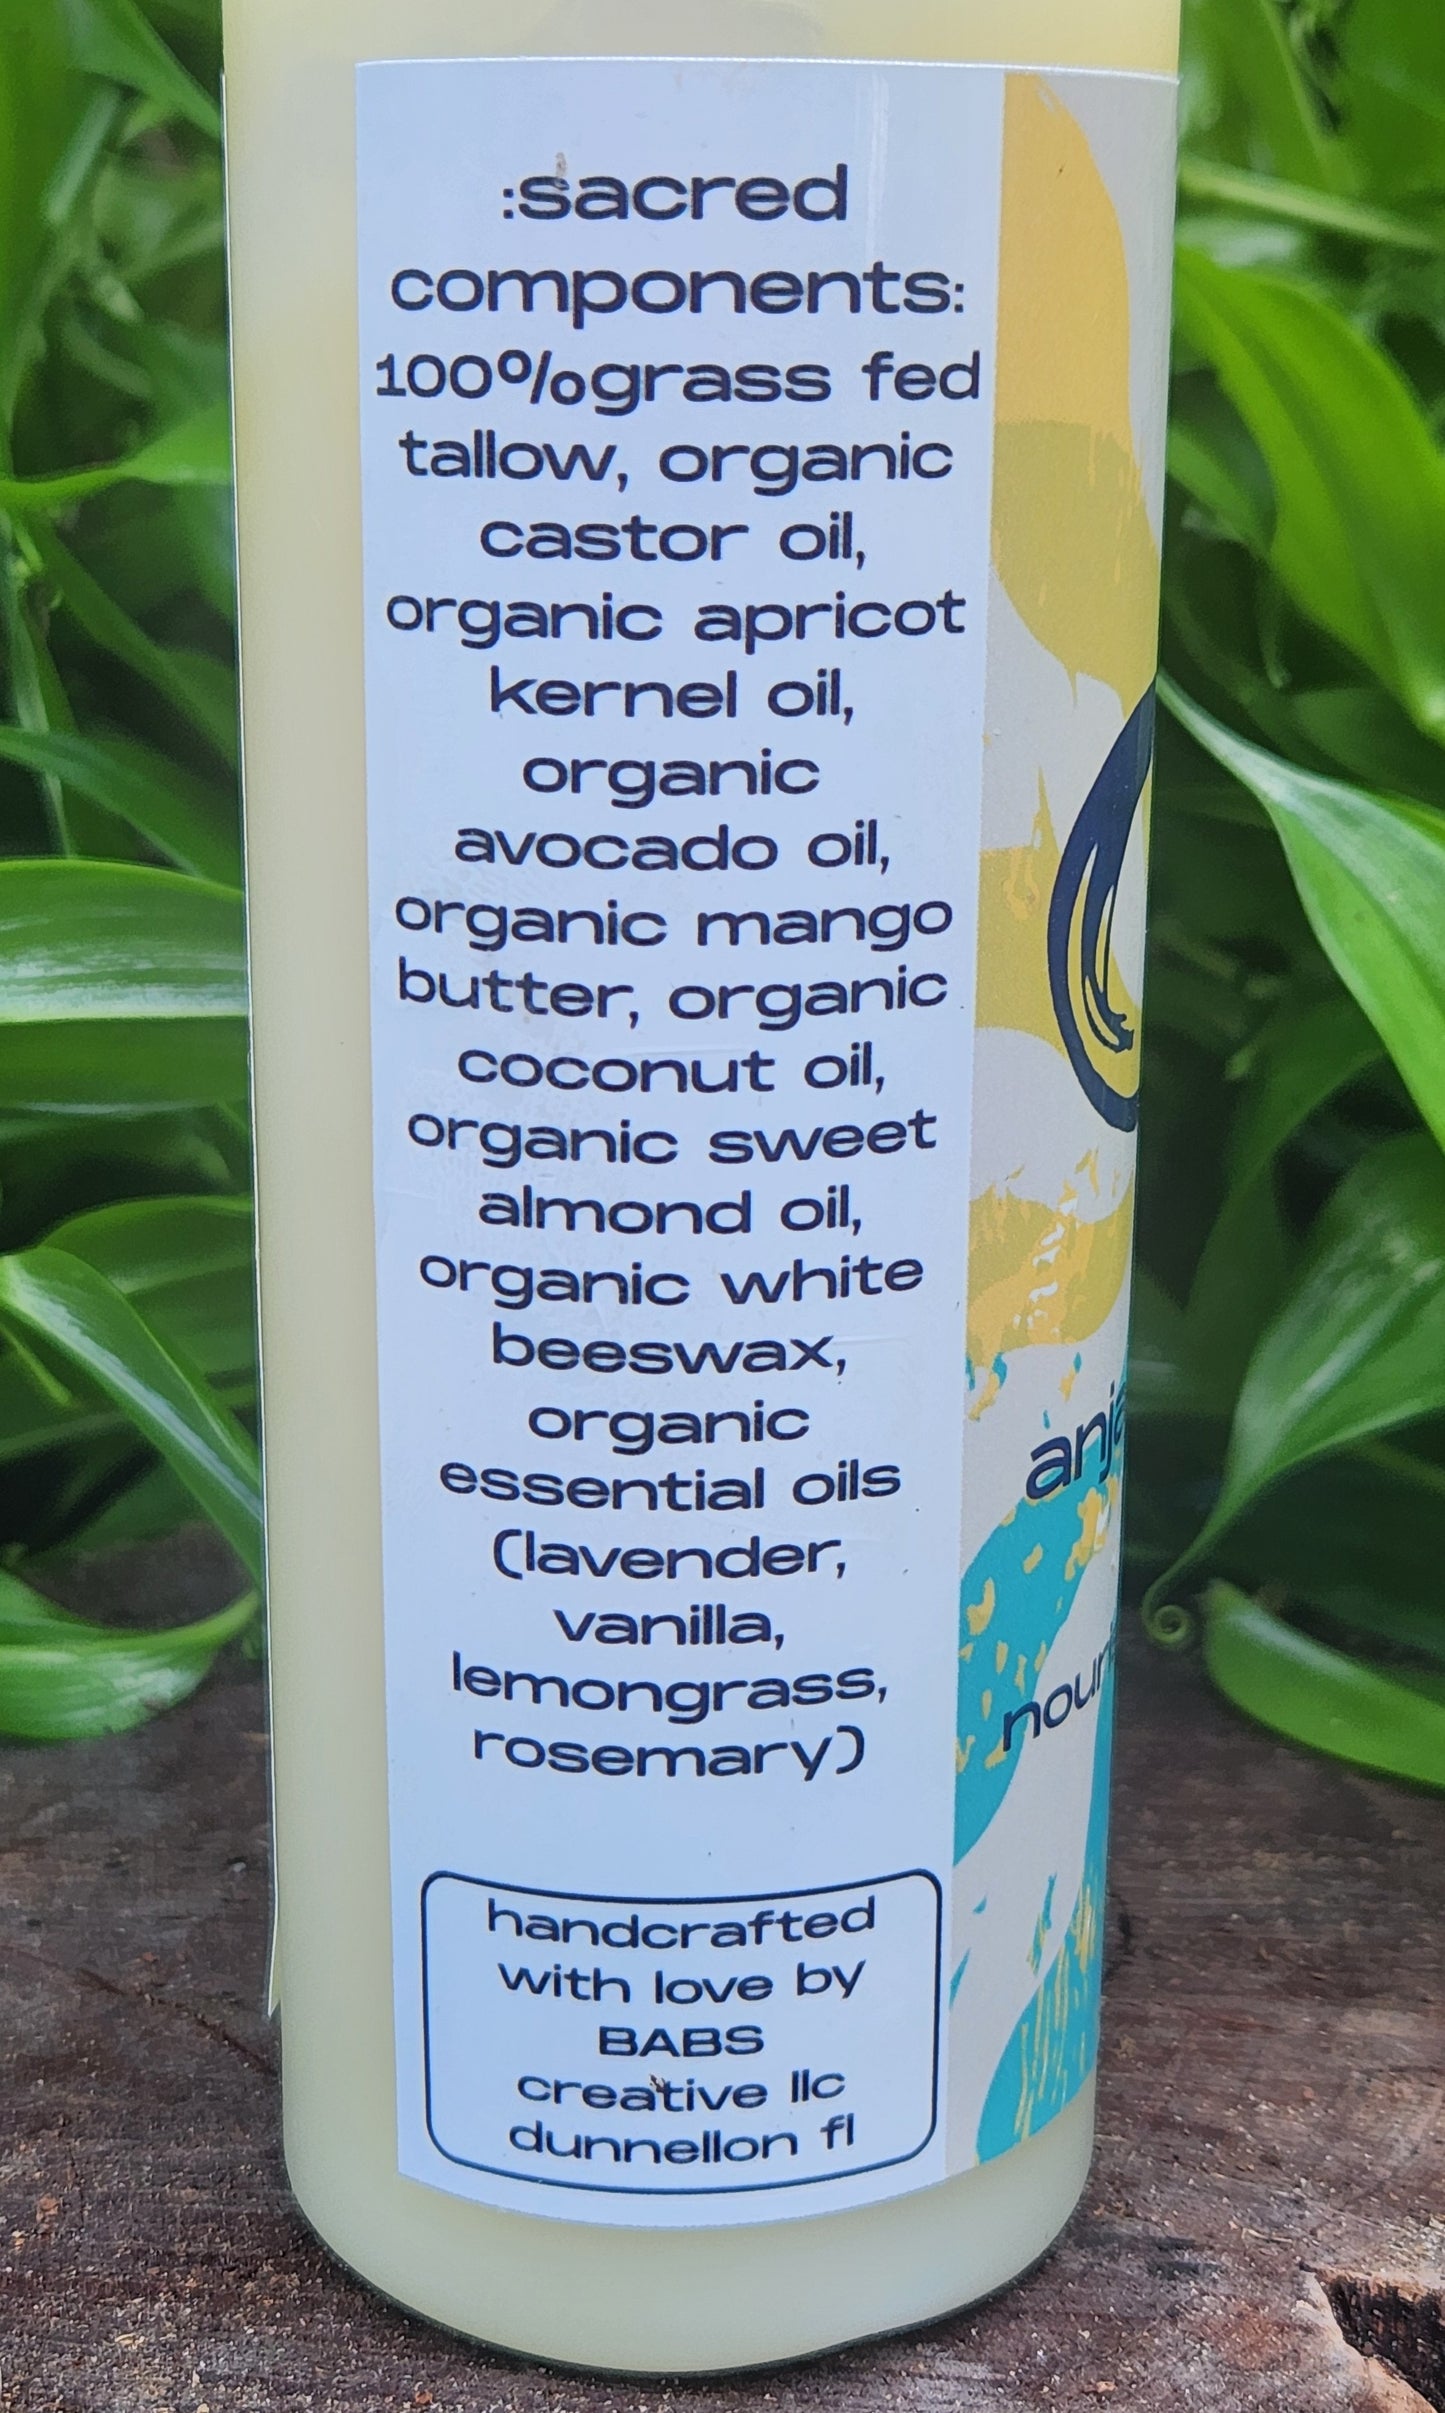 :sacred
components:
100%grass fed
tallow, organic
castor oil,
organic apricot
kernel oil,
organic
avocado oil,
organic mango
butter, organic
coconut oil,
organic sweet
almond oil,
organic white
beeswax,
organic
essential oils
(lavender,
vanilla,
lemongrass,
rosemary)
handcrafted
with love by
BABS
creative llc
dunnellon fl